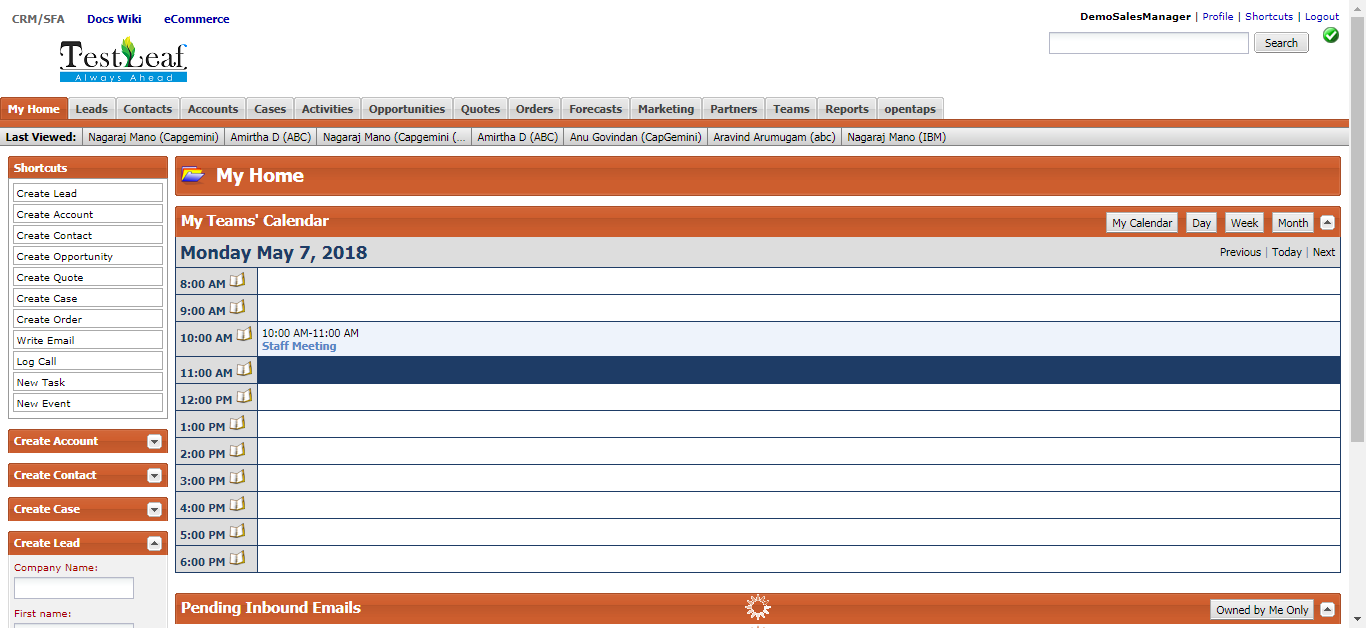 CRM/SFA Docs Wiki eCommerce
DemoSalesManager | Profile | Shortcuts | Logout
Search
TestLeaf
Always Ahead
My Home Leads Contacts Accounts Cases Activities Opportunities Quotes Orders Forecasts Marketing Partners Teams Reports opentaps
Last Viewed: Nagaraj Mano (Capgemini) Amirtha D (ABC) Nagaraj Mano (Capgemini (... Amirtha D (ABC) Anu Govindan (CapGemini) Aravind Arumugam (abc) Nagaraj Mano (IBM)
Shortcuts
Create Lead
Create Account
Create Contact
Create Opportunity
Create Quote
Create Case
Create Order
Write Email
Log Call
New Task
New Event
Create Account
Create Contact
Create Case
Create Lead
Company Name:
First name:
My Home
My Teams' Calendar My Calendar Day Week Month
Monday May 7, 2018 Previous | Today | Next
8:00 AM
9:00 AM
10:00 AM 10:00 AM-11:00 AM
Staff Meeting
11:00 AM
12:00 PM
1:00 PM
2:00 PM
3:00 PM
4:00 PM
5:00 PM
6:00 PM
Pending Inbound Emails Owned by Me Only